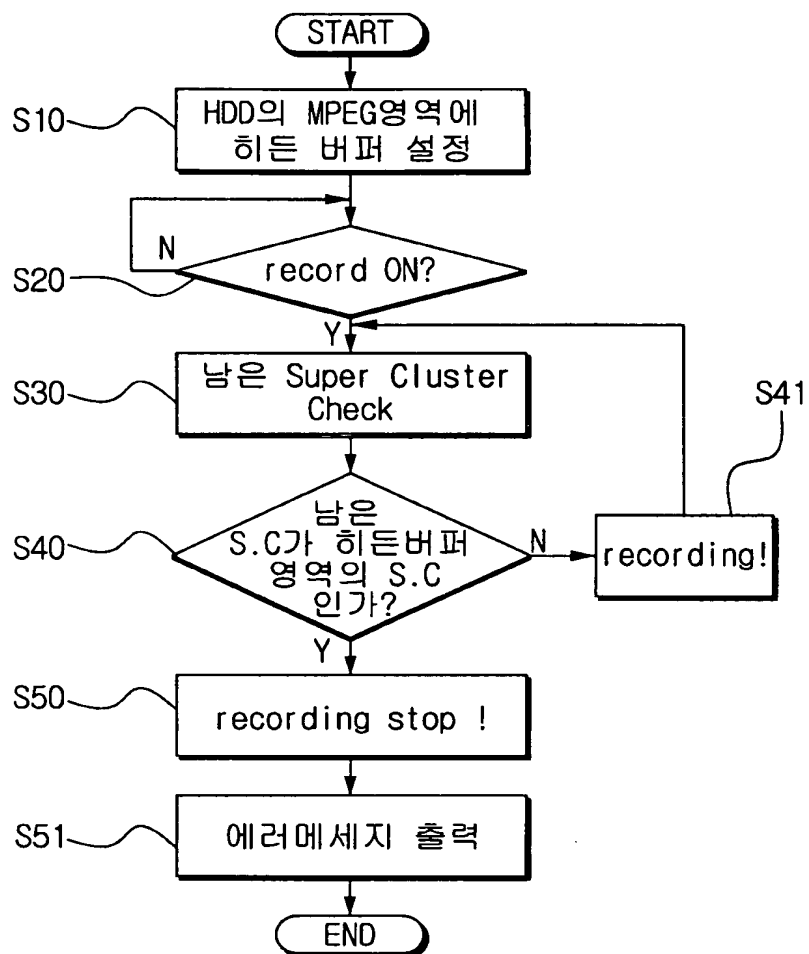 START
S10
HDD의 MPEG영역에
히든 버퍼 설정
N
S20
record ON?
Y
S30
남은 Super Cluster
Check
S41
S40
남은
S.C가 히든버퍼
영역의 S.C
인가?
N
recording!
Y
S50
recording stop !
S51
에러메세지 출력
END